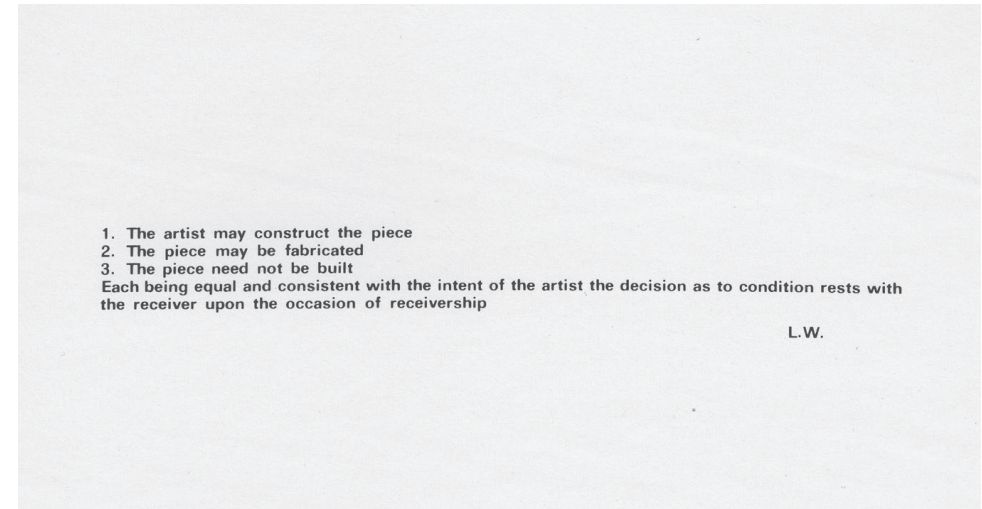 1. The artist may construct the piece
2. The piece may be fabricated
3. The piece need not be built
Each being equal and consistent with the intent of the artist the decision as to condition rests with
the receiver upon the occasion of receivership
L.W.